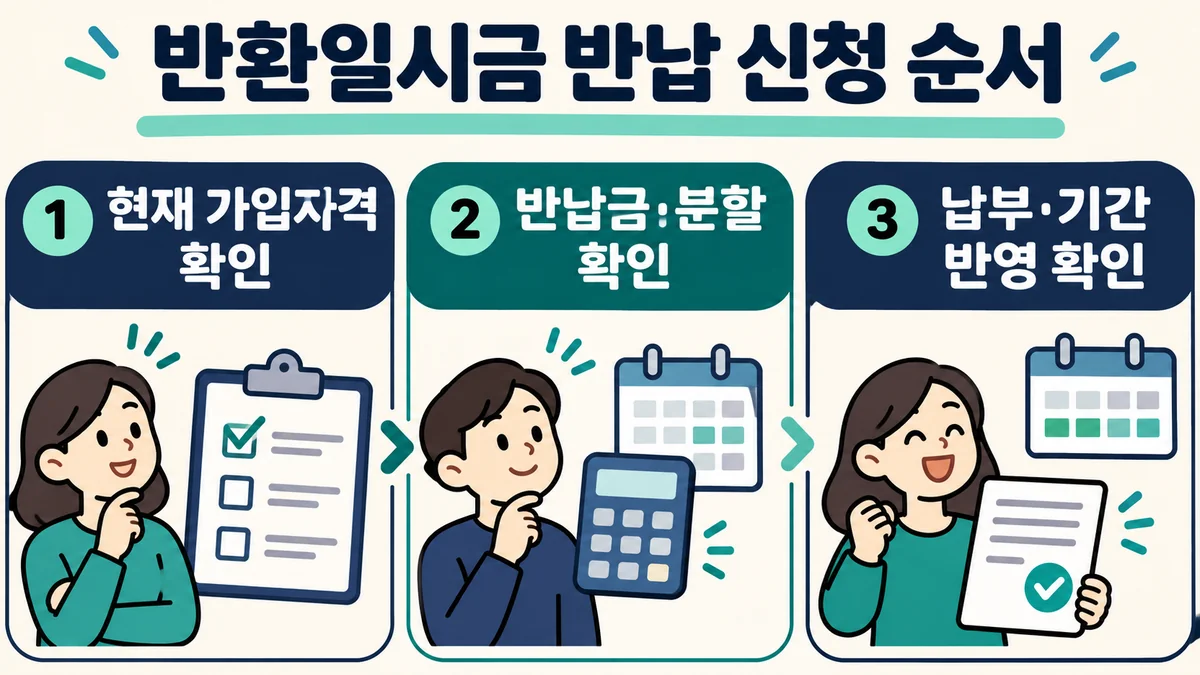 반환일시금 반납 신청 순서
1 현재 가입자격
확인
2 반납금:분할
확인
3 납부·기간
반영 확인